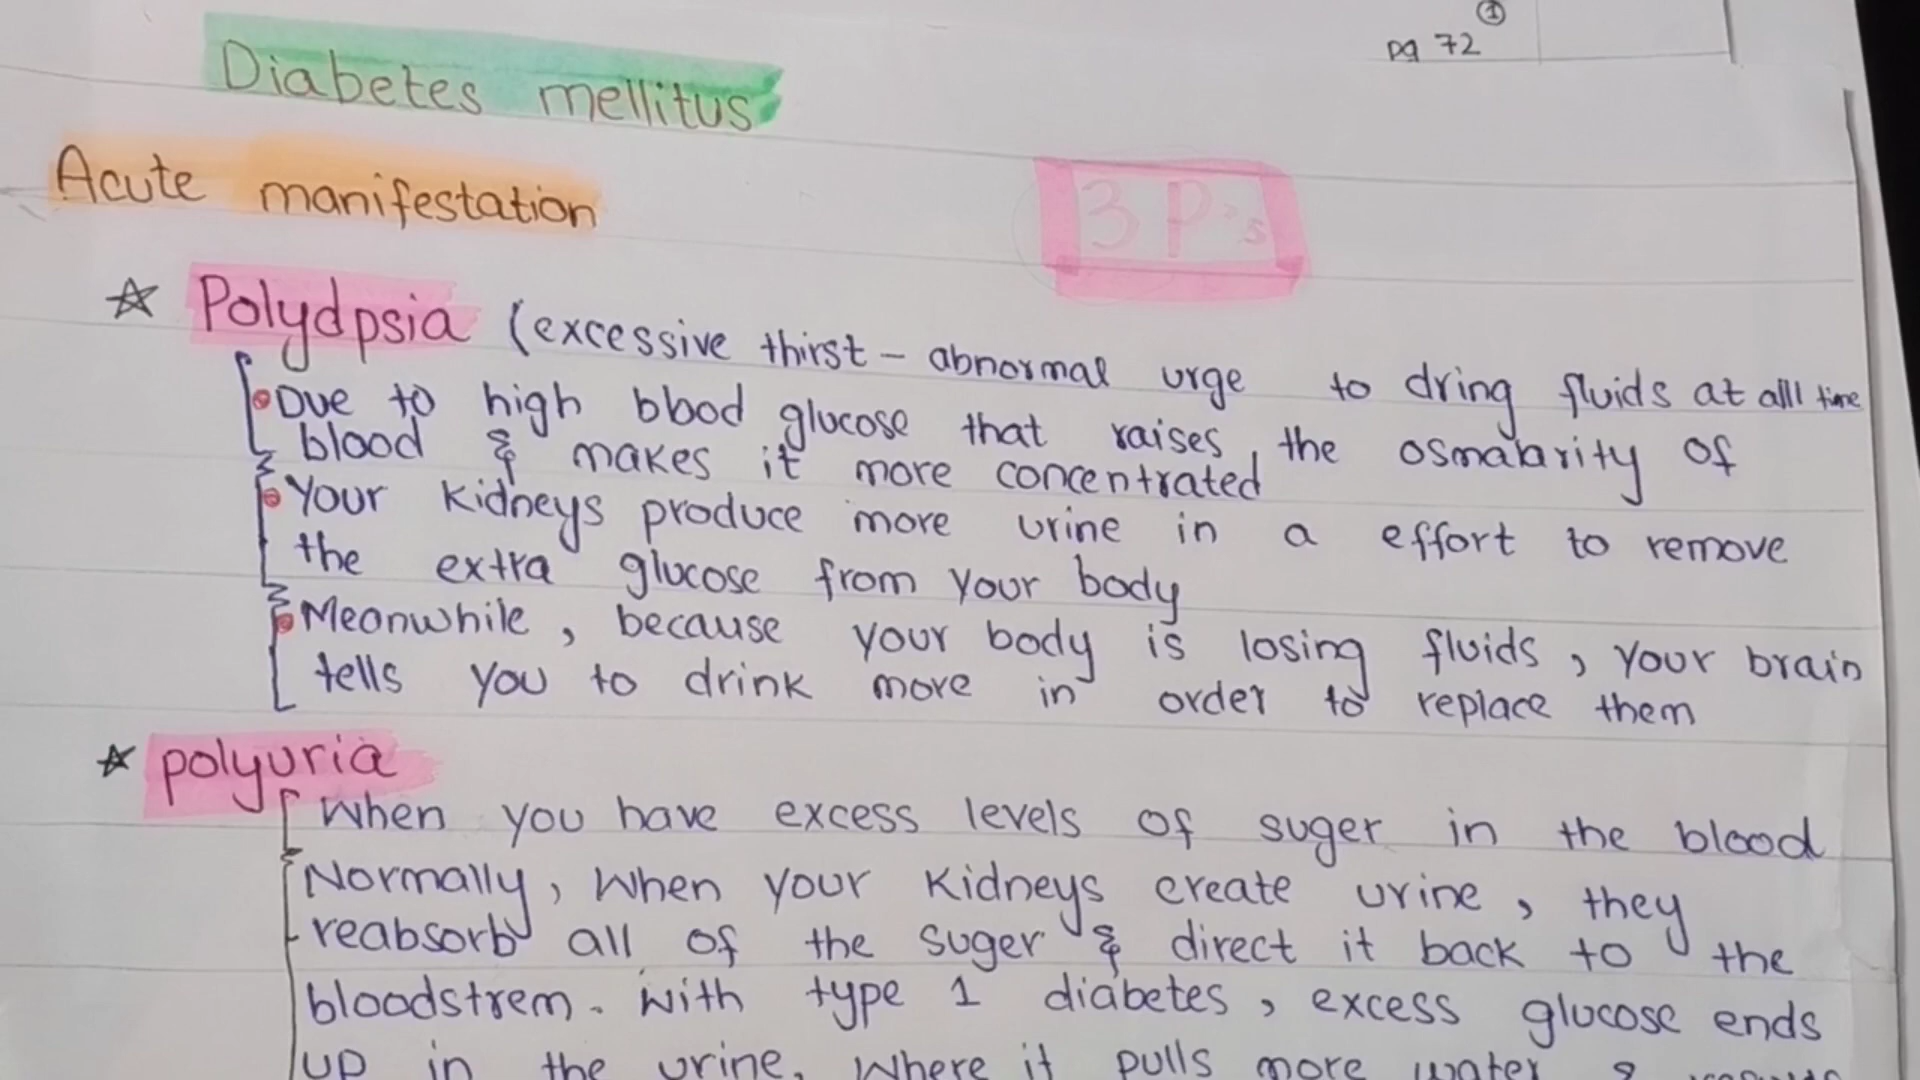 ①
pg 72
Diabetes mellitus
Acute manifestation
3 P's
Polydpsia (excessive thirst - abnormal urge to dring fluids at alll time
Due to high blood glucose that raises, the osmalarity of
blood & makes it more concentrated
Your kidneys produce more urine in a effort to remove
the extra glucose from your body
Meanwhile, because your body is losing fluids, your brain
tells you to drink more in order to replace them
polyuria
When you have excess levels of suger in the blood
Normally, When your kidneys create urine, they
reabsorb all of the suger & direct it back to the
bloodstrem. With type 1 diabetes, excess glucose ends
up in the urine. Where it pulls more water &